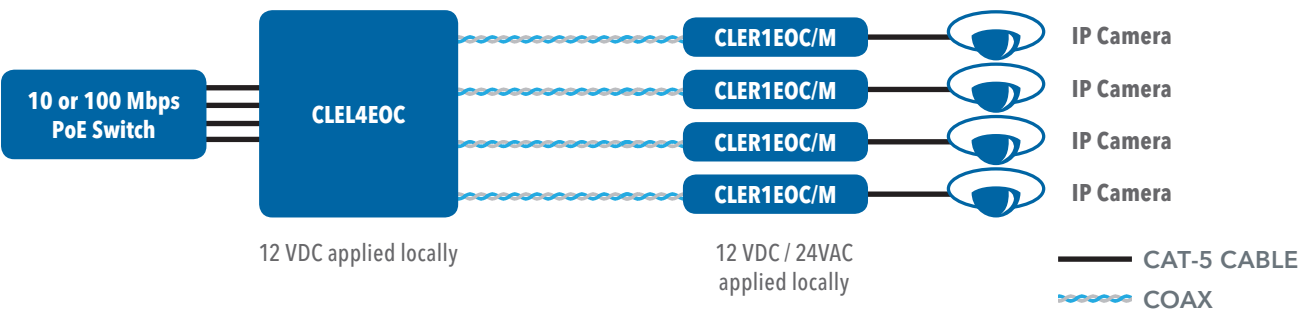 10 or 100 Mbps
PoE Switch
CLEL4EOC
CLER1EOC/M
IP Camera
CLER1EOC/M
IP Camera
CLER1EOC/M
IP Camera
CLER1EOC/M
IP Camera
12 VDC applied locally
12 VDC / 24VAC
applied locally
CAT-5 CABLE
COAX